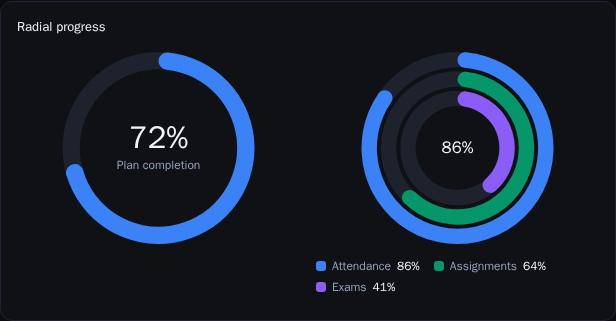 Radial progress
72%
Plan completion
86%
Attendance 86% Assignments 64%
Exams 41%